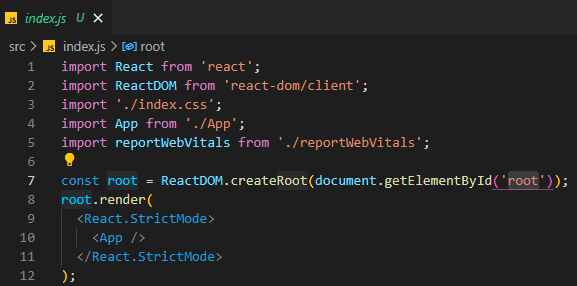 JS index.js U ×
src > JS index.js > root
1 import React from 'react';
2 import ReactDOM from 'react-dom/client';
3 import './index.css';
4 import App from './App';
5 import reportWebVitals from './reportWebVitals';
6
7 const root = ReactDOM.createRoot(document.getElementById('root'));
8 root.render(
9   <React.StrictMode>
10     <App />
11   </React.StrictMode>
12 );